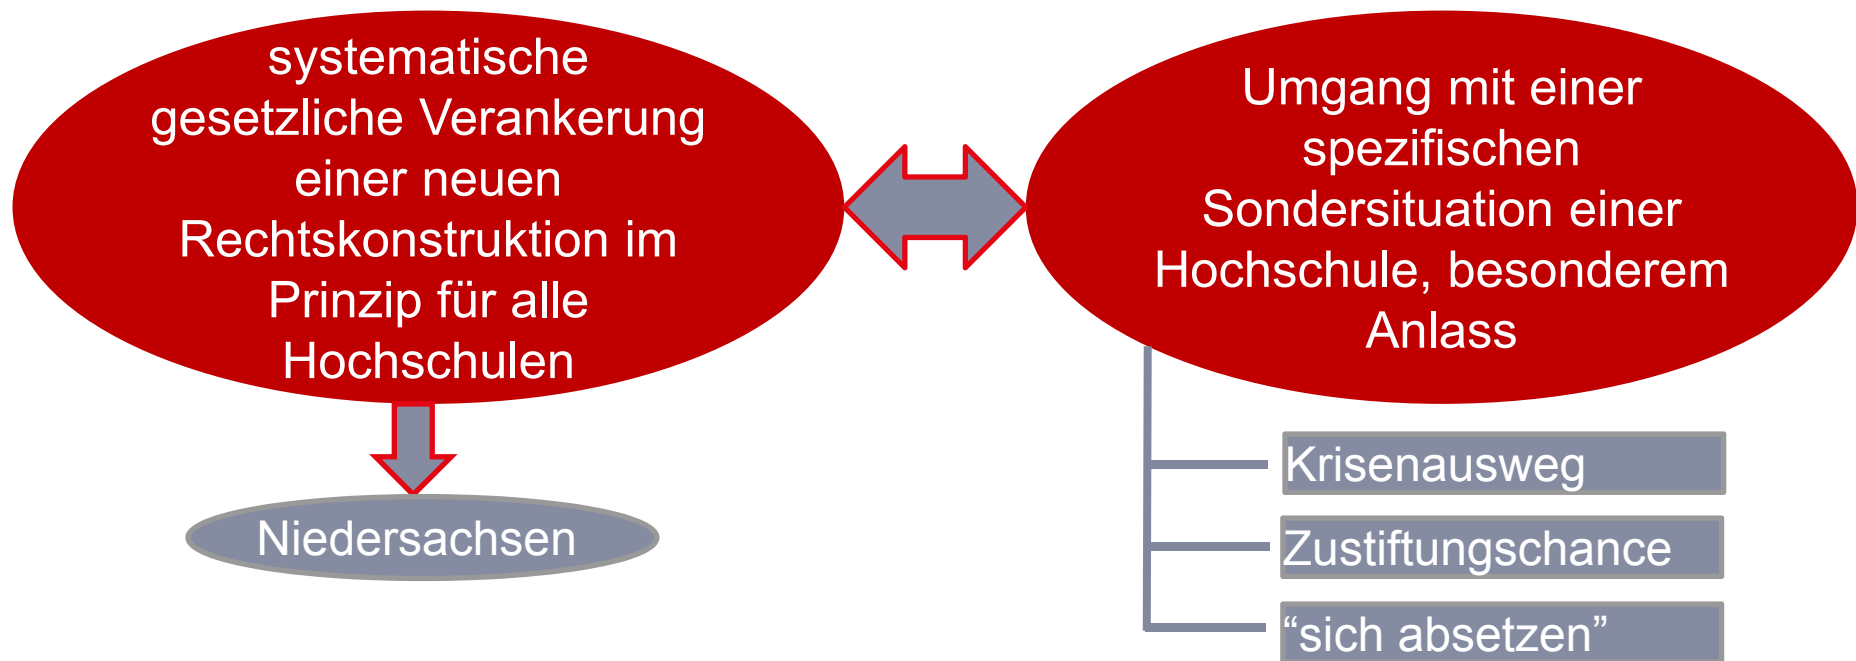 systematische
gesetzliche Verankerung
einer neuen
Rechtskonstruktion im
Prinzip für alle
Hochschulen
Niedersachsen
Umgang mit einer
spezifischen
Sondersituation einer
Hochschule, besonderem
Anlass
Krisenausweg
Zustiftungschance
“sich absetzen”